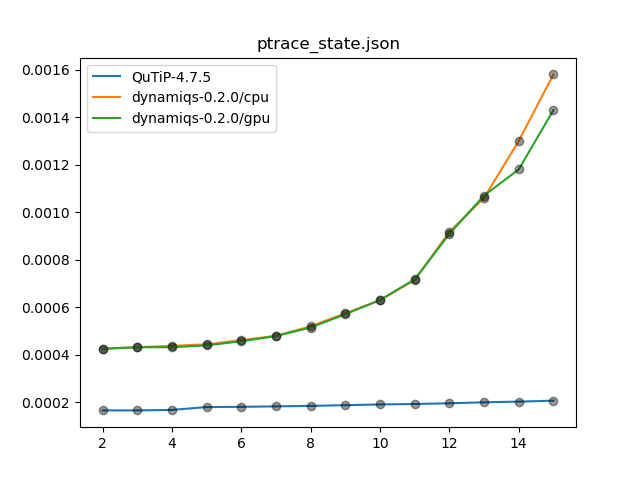 ptrace_state.json
QuTiP-4.7.5
dynamiqs-0.2.0/cpu
dynamiqs-0.2.0/gpu
0.0016
0.0014
0.0012
0.0010
0.0008
0.0006
0.0004
0.0002
2 4 6 8 10 12 14